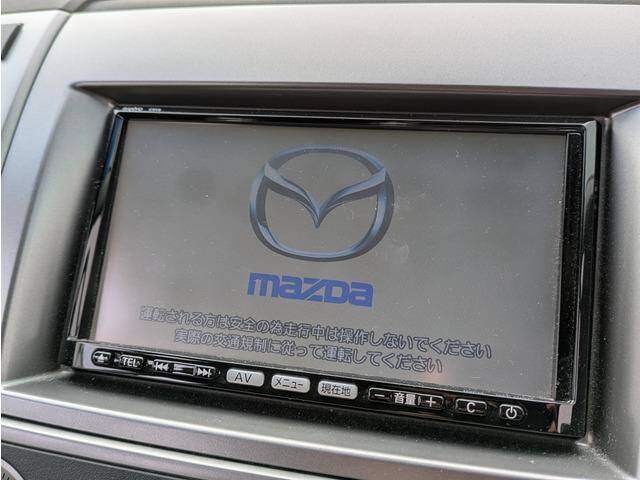 SANYO
mazda
運転される方は安全の為走行中は操作しないでください
実際の交通規制に従って運転してください
TEL AV メニュー 現在地 − 音量 + C